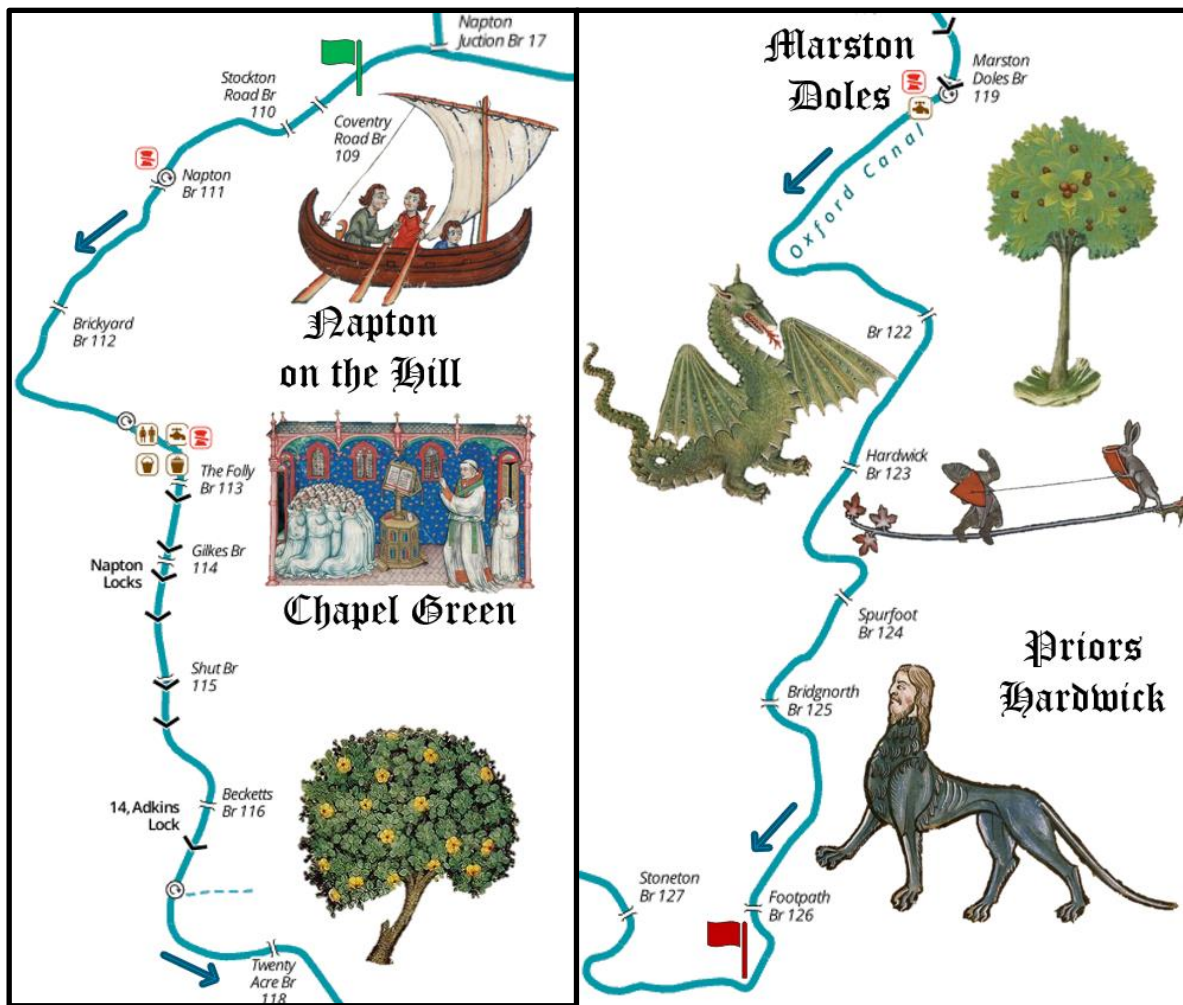 Napton
Juction Br 17
Stockton
Road Br
110
Coventry
Road Br
109
Napton
Br 111
Brickyard
Br 112
Napton
on the Hill
The Folly
Br 113
Gilkes Br
114
Napton
Locks
Chapel Green
Shut Br
115
Becketts
Br 116
14, Adkins
Lock
Twenty
Acre Br
118
Marston
Doles
Marston
Doles Br
119
Oxford Canal
Br 122
Hardwick
Br 123
Spurfoot
Br 124
Priors
Hardwick
Bridgnorth
Br 125
Stoneton
Br 127
Footpath
Br 126